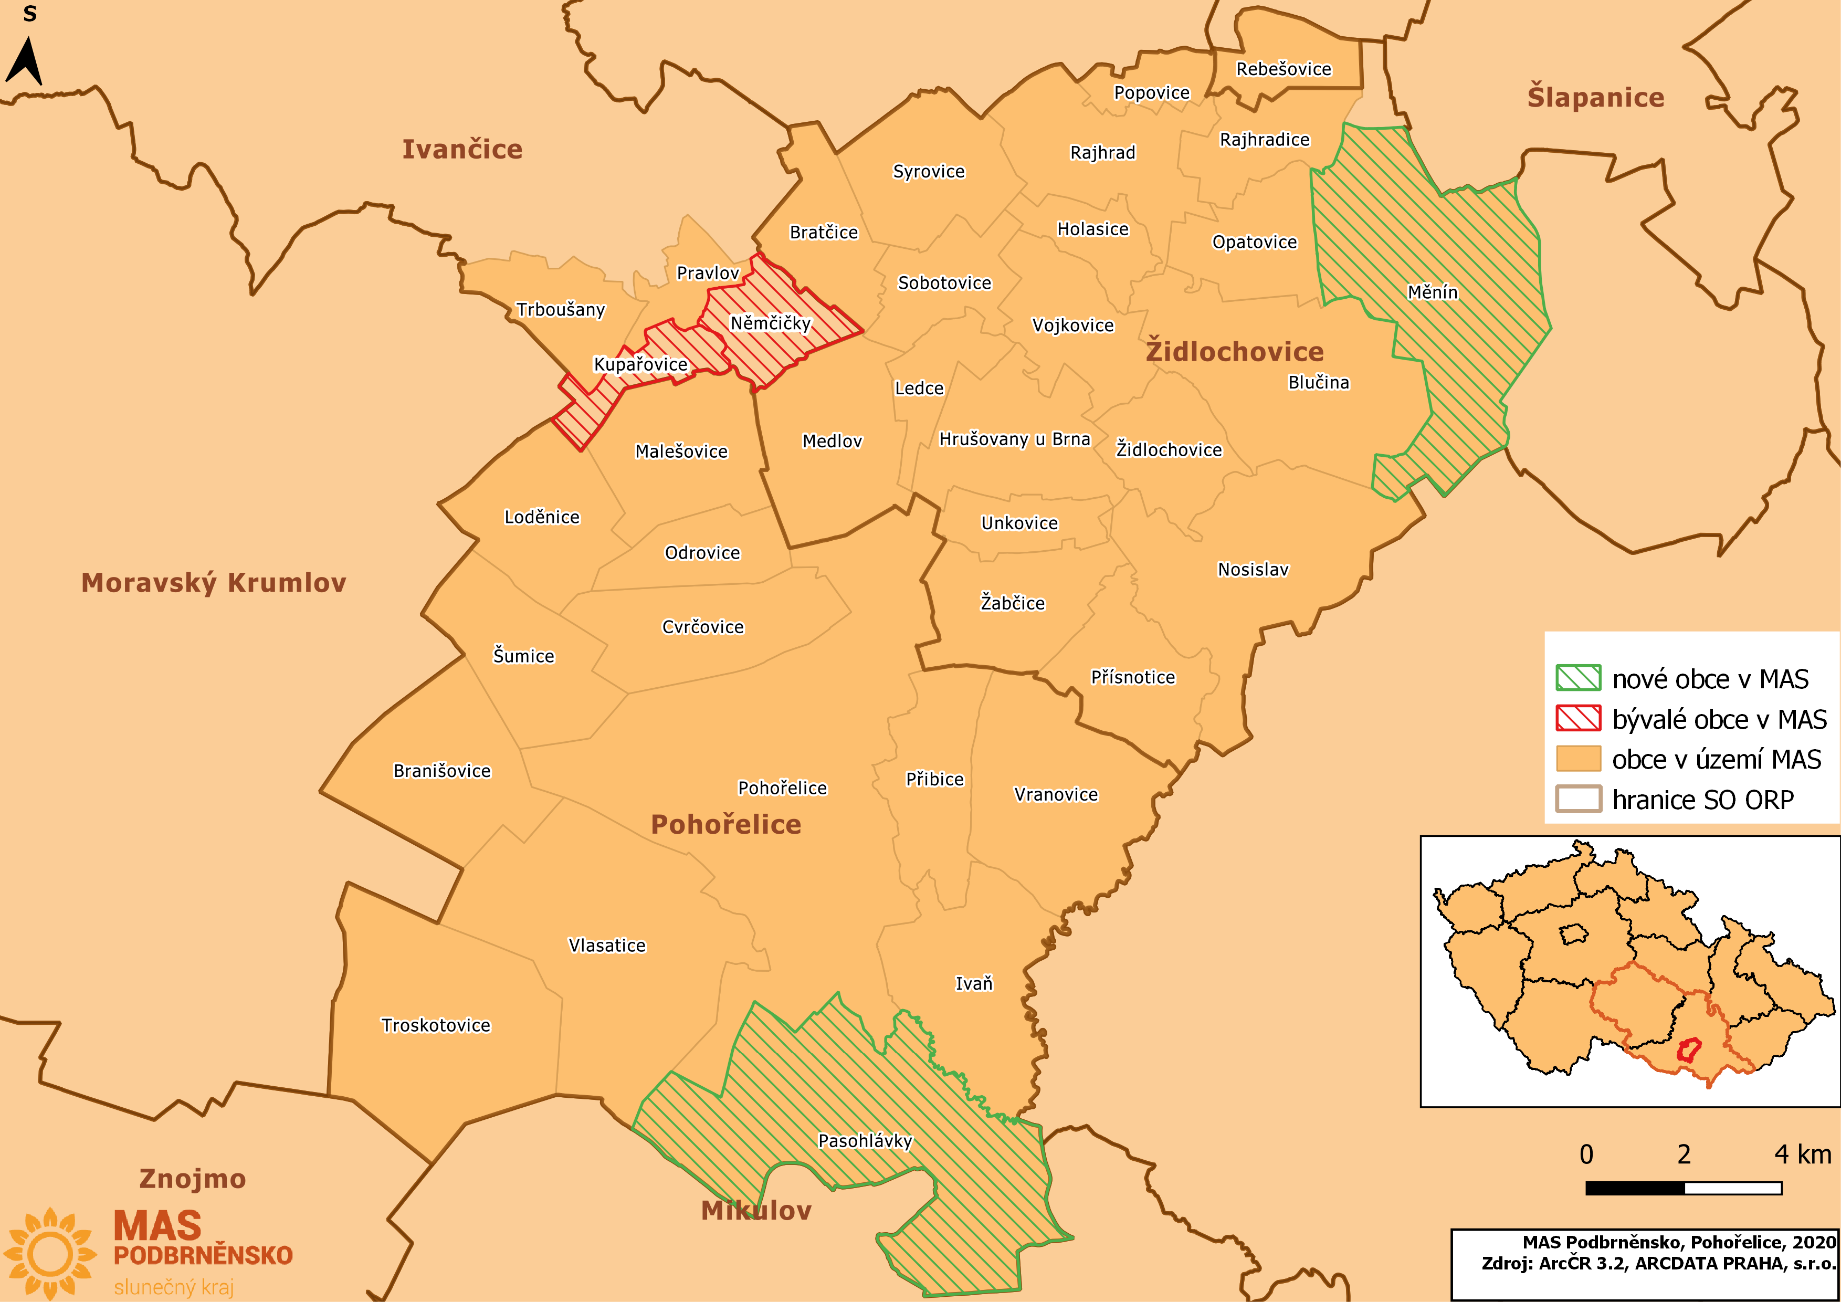 S
Rebešovice
Popovice
Šlapanice
Ivančice
Rajhrad
Rajhradice
Syrovice
Bratčice
Holasice
Opatovice
Pravlov
Sobotovice
Měnín
Trboušany
Němčičky
Vojkovice
Židlochovice
Kupařovice
Ledce
Blučina
Malešovice
Medlov
Hrušovany u Brna
Židlochovice
Loděnice
Unkovice
Odrovice
Moravský Krumlov
Nosislav
Žabčice
Cvrčovice
Šumice
Přísnotice
nové obce v MAS
bývalé obce v MAS
obce v území MAS
hranice SO ORP
Branišovice
Pohořelice
Přibice
Vranovice
Pohořelice
Vlasatice
Ivaň
Troskotovice
Pasohlávky
0 2 4 km
Znojmo
Mikulov
MAS
PODBRNĚNSKO
slunečný kraj
MAS Podbrněnsko, Pohořelice, 2020
Zdroj: ArcČR 3.2, ARCDATA PRAHA, s.r.o.